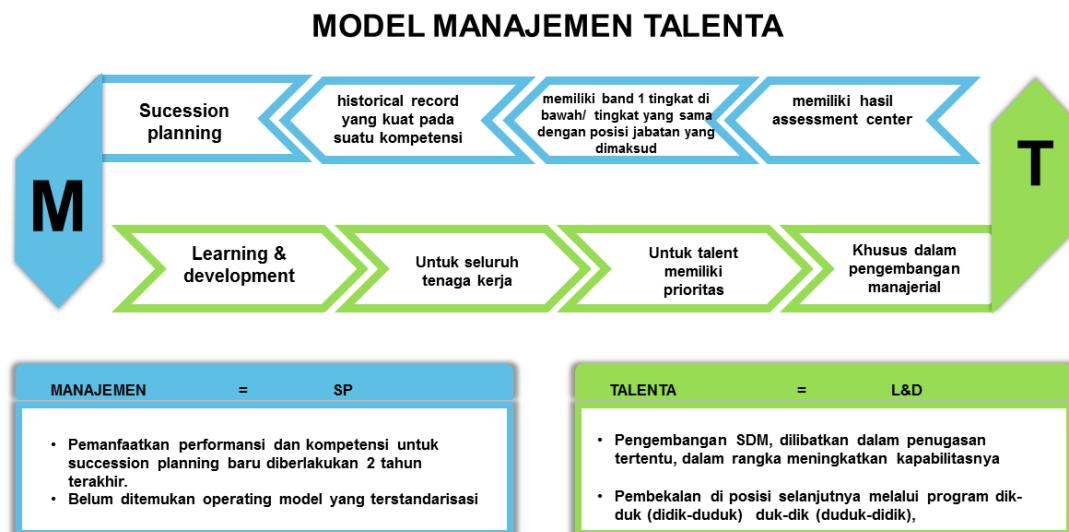 MODEL MANAJEMEN TALENTA
M
Sucession
planning
historical record
yang kuat pada
suatu kompetensi
memiliki band 1 tingkat di
bawah/ tingkat yang sama
dengan posisi jabatan yang
dimaksud
memiliki hasil
assessment center
T
Learning &
development
Untuk seluruh
tenaga kerja
Untuk talent
memiliki
prioritas
Khusus dalam
pengembangan
manajerial
MANAJEMEN = SP
• Pemanfaatkan performansi dan kompetensi untuk
succession planning baru diberlakukan 2 tahun
terakhir.
• Belum ditemukan operating model yang terstandarisasi
TALENTA = L&D
• Pengembangan SDM, dilibatkan dalam penugasan
tertentu, dalam rangka meningkatkan kapabilitasnya
• Pembekalan di posisi selanjutnya melalui program dik-
duk (didik-duduk) duk-dik (duduk-didik),